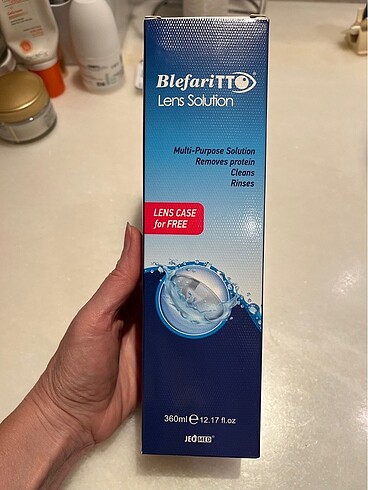 BlefariTTO®
Lens Solution
Multi-Purpose Solution
Removes protein
Cleans
Rinses
LENS CASE
for FREE
360ml ℮ 12.17 fl.oz
JEOMED®